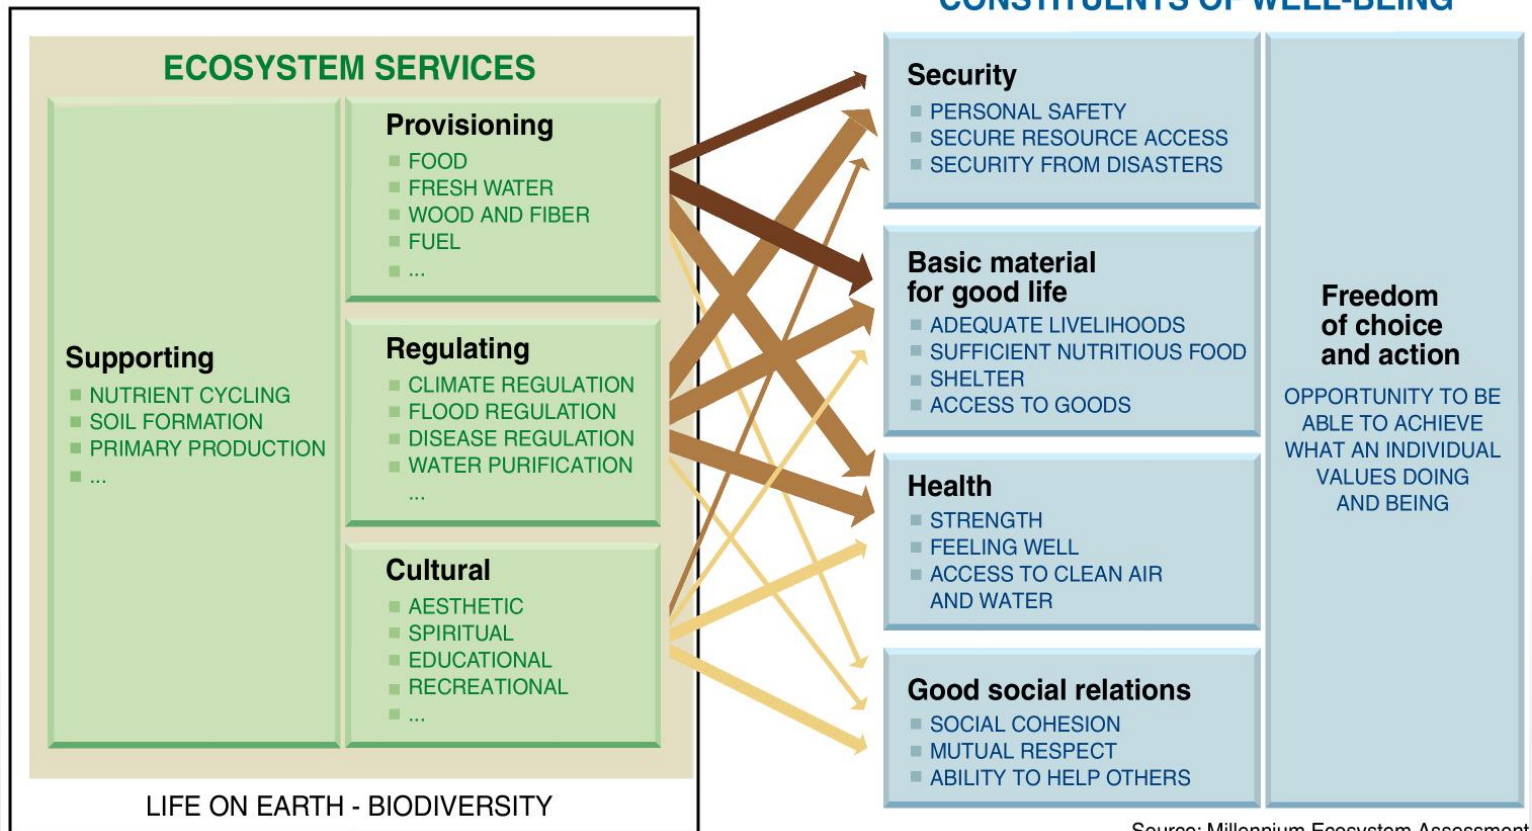 CONSTITUENTS OF WELL-BEING
ECOSYSTEM SERVICES
Supporting
NUTRIENT CYCLING
SOIL FORMATION
PRIMARY PRODUCTION
...
Provisioning
FOOD
FRESH WATER
WOOD AND FIBER
FUEL
...
Regulating
CLIMATE REGULATION
FLOOD REGULATION
DISEASE REGULATION
WATER PURIFICATION
...
Cultural
AESTHETIC
SPIRITUAL
EDUCATIONAL
RECREATIONAL
...
LIFE ON EARTH - BIODIVERSITY
Security
PERSONAL SAFETY
SECURE RESOURCE ACCESS
SECURITY FROM DISASTERS
Basic material
for good life
ADEQUATE LIVELIHOODS
SUFFICIENT NUTRITIOUS FOOD
SHELTER
ACCESS TO GOODS
Health
STRENGTH
FEELING WELL
ACCESS TO CLEAN AIR
AND WATER
Good social relations
SOCIAL COHESION
MUTUAL RESPECT
ABILITY TO HELP OTHERS
Freedom
of choice
and action
OPPORTUNITY TO BE
ABLE TO ACHIEVE
WHAT AN INDIVIDUAL
VALUES DOING
AND BEING
Source: Millennium Ecosystem Assessment